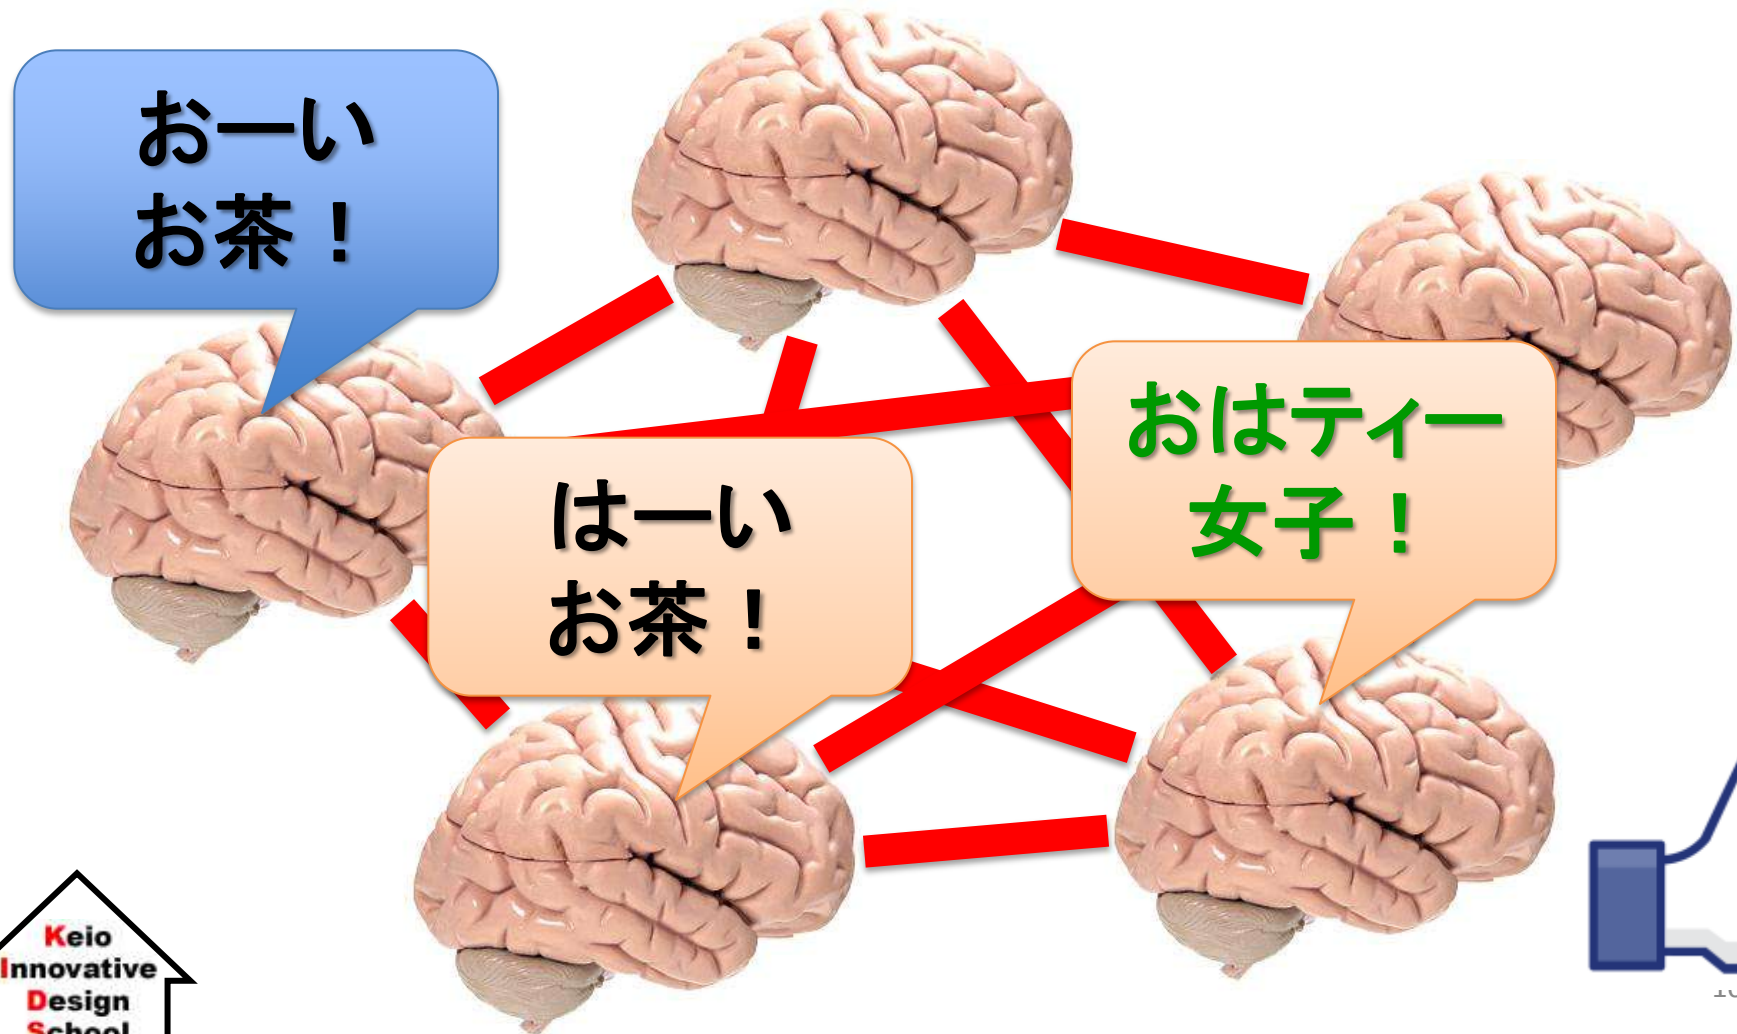 おーい
お茶！
おはティー
女子！
はーい
お茶！
Keio
Innovative
Design
School